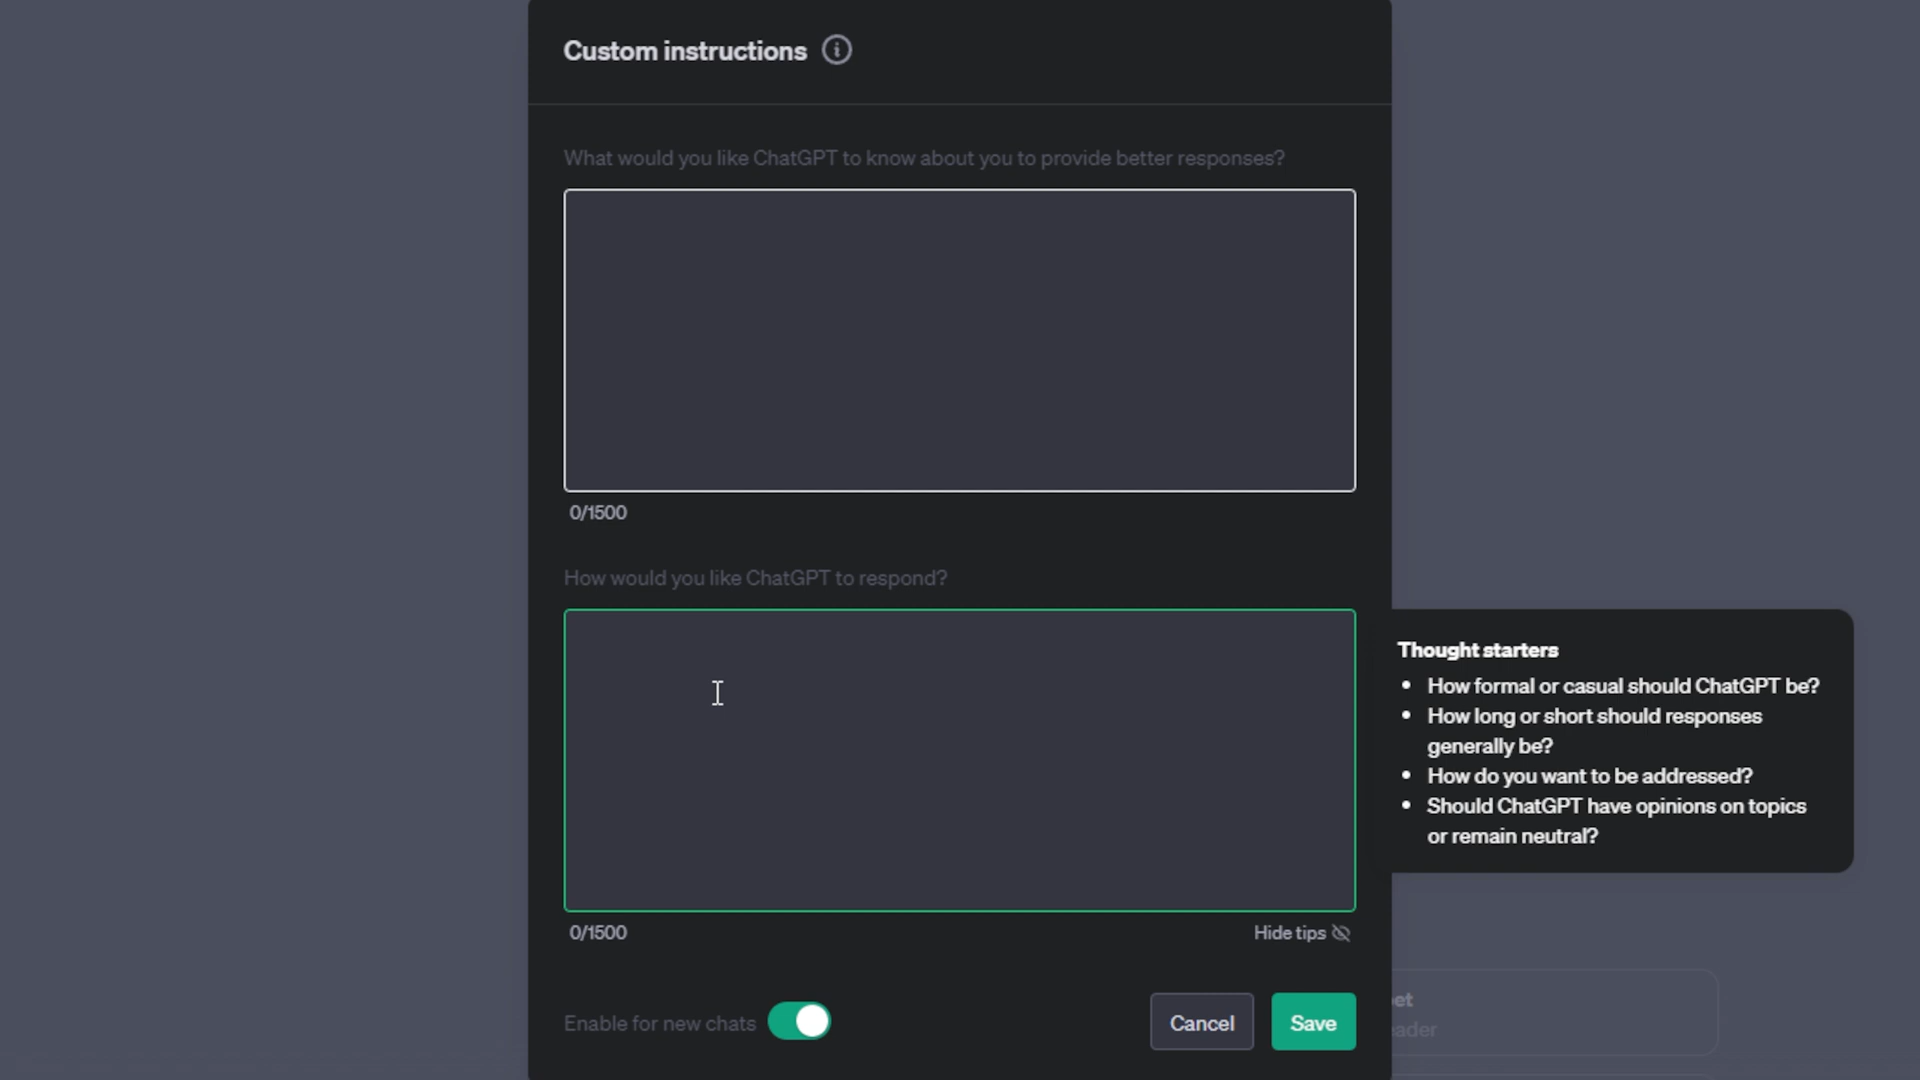 Custom instructions
What would you like ChatGPT to know about you to provide better responses?
0/1500
How would you like ChatGPT to respond?
Thought starters
• How formal or casual should ChatGPT be?
• How long or short should responses
generally be?
• How do you want to be addressed?
• Should ChatGPT have opinions on topics
or remain neutral?
0/1500
Hide tips
Enable for new chats
Cancel
Save